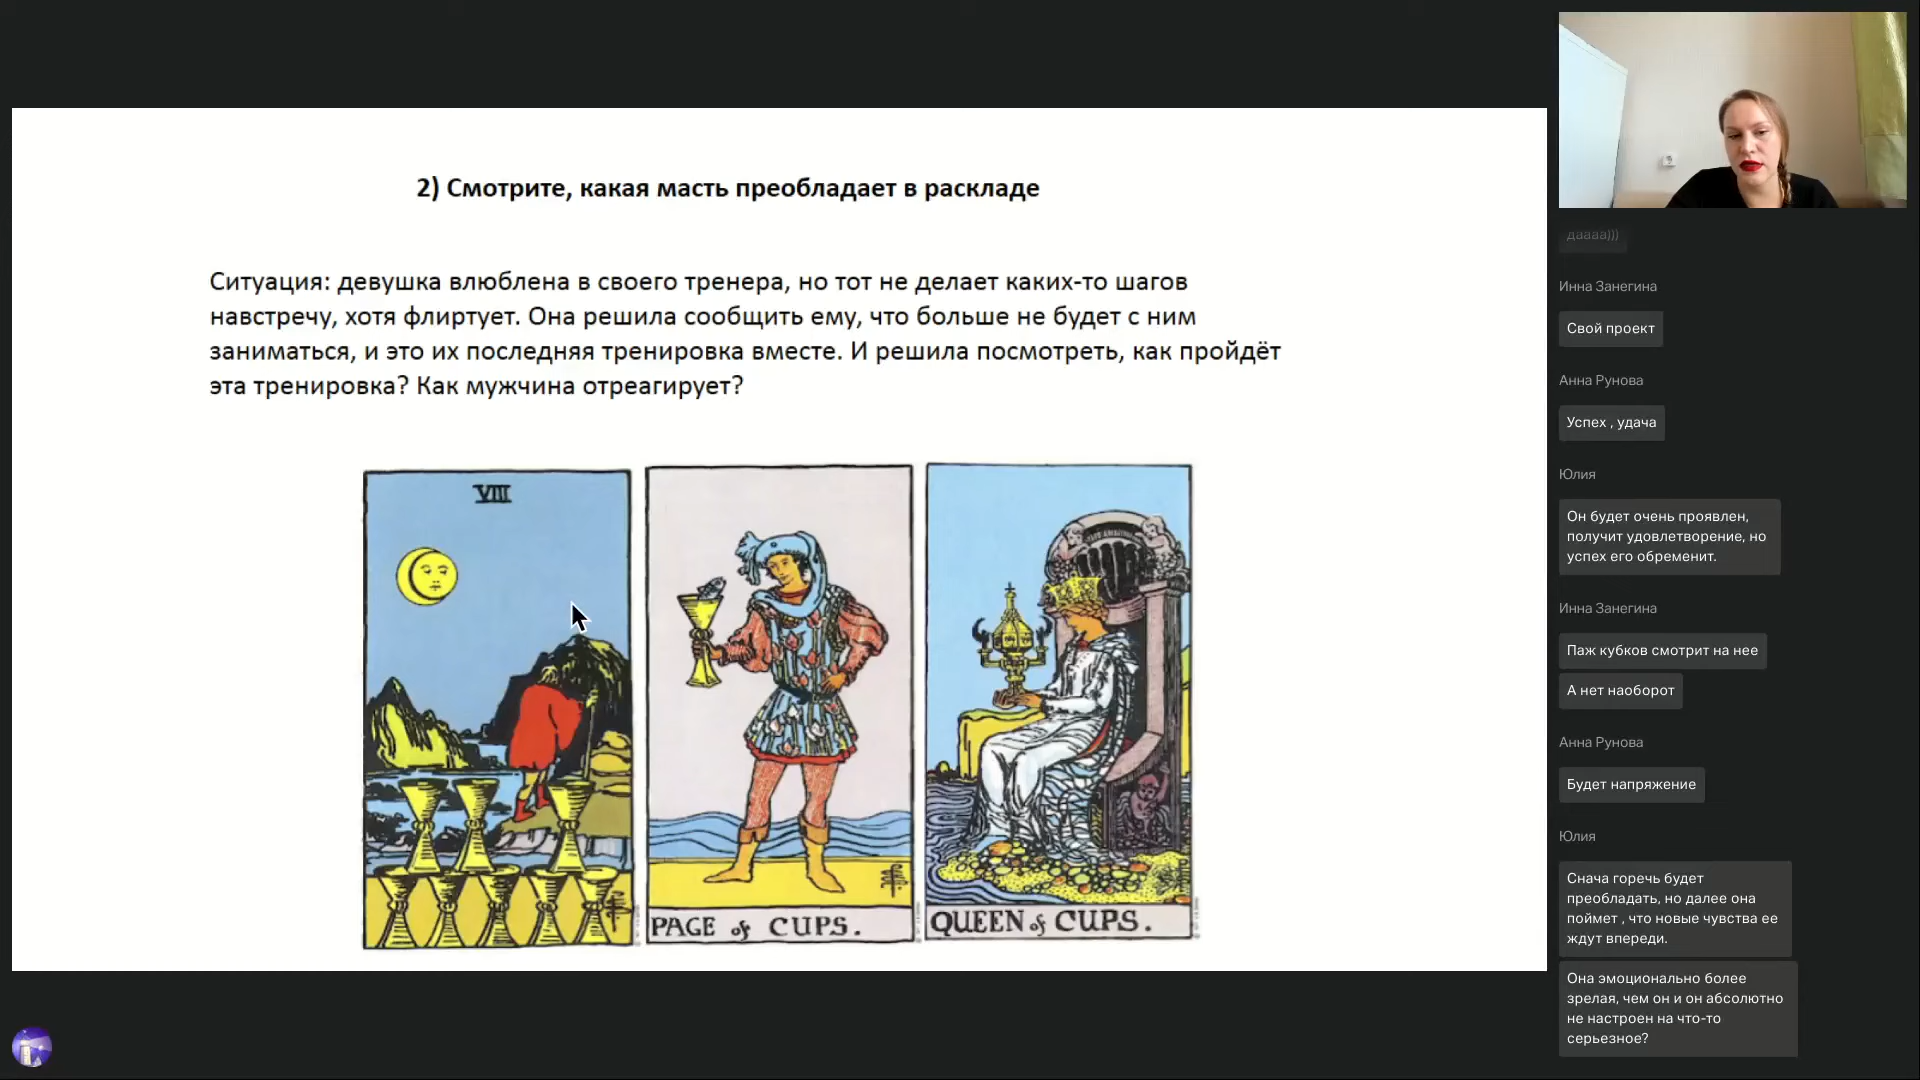 2) Смотрите, какая масть преобладает в раскладе
Ситуация: девушка влюблена в своего тренера, но тот не делает каких-то шагов
навстречу, хотя флиртует. Она решила сообщить ему, что больше не будет с ним
заниматься, и это их последняя тренировка вместе. И решила посмотреть, как пройдёт
эта тренировка? Как мужчина отреагирует?
VIII
PAGE of CUPS.
QUEEN of CUPS.
даааа)))
Инна Занегина
Свой проект
Анна Рунова
Успех , удача
Юлия
Он будет очень проявлен,
получит удовлетворение, но
успех его обременит.
Инна Занегина
Паж кубков смотрит на нее
А нет наоборот
Анна Рунова
Будет напряжение
Юлия
Снача горечь будет
преобладать, но далее она
поймет , что новые чувства ее
ждут впереди.
Она эмоционально более
зрелая, чем он и он абсолютно
не настроен на что-то
серьезное?